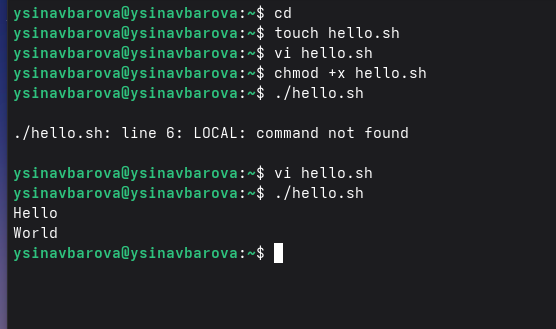 ysinavbarova@ysinavbarova:~$ cd
ysinavbarova@ysinavbarova:~$ touch hello.sh
ysinavbarova@ysinavbarova:~$ vi hello.sh
ysinavbarova@ysinavbarova:~$ chmod +x hello.sh
ysinavbarova@ysinavbarova:~$ ./hello.sh
./hello.sh: line 6: LOCAL: command not found
ysinavbarova@ysinavbarova:~$ vi hello.sh
ysinavbarova@ysinavbarova:~$ ./hello.sh
Hello
World
ysinavbarova@ysinavbarova:~$